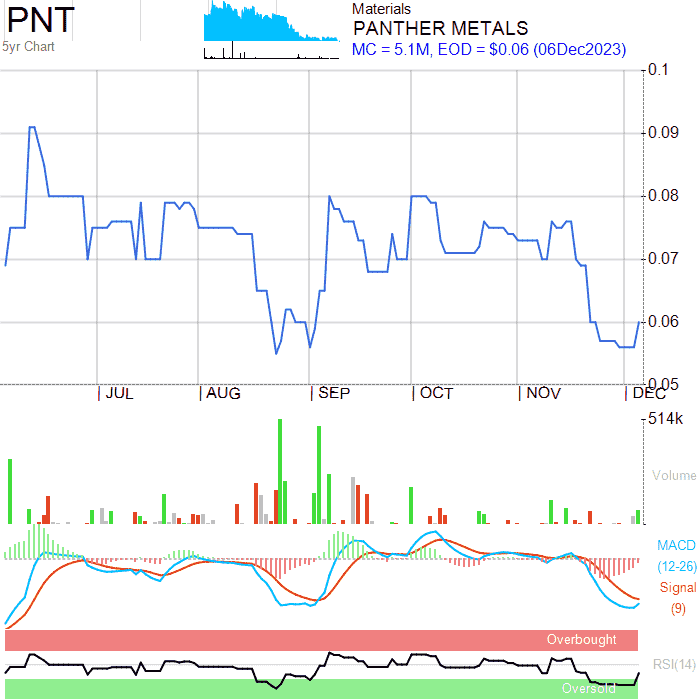 PNT
5yr Chart
Materials
PANTHER METALS
MC = 5.1M, EOD = $0.06 (06Dec2023)
0.1
0.09
0.08
0.07
0.06
0.05
JUL AUG SEP OCT NOV DEC
514k
Volume
MACD
(12-26)
Signal
(9)
Overbought
RSI(14)
Oversold